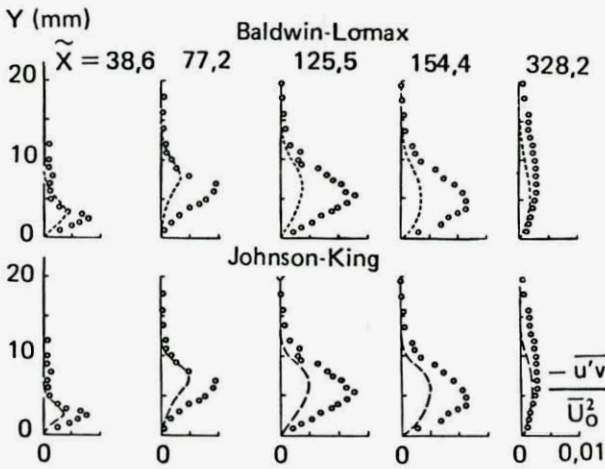 Y (mm)
Baldwin-Lomax
X̃ = 38,6 77,2 125,5 154,4 328,2
20
10
0
Johnson-King
20
10
0
− u'v
Ū₀²
0 0 0 0 0 0,01